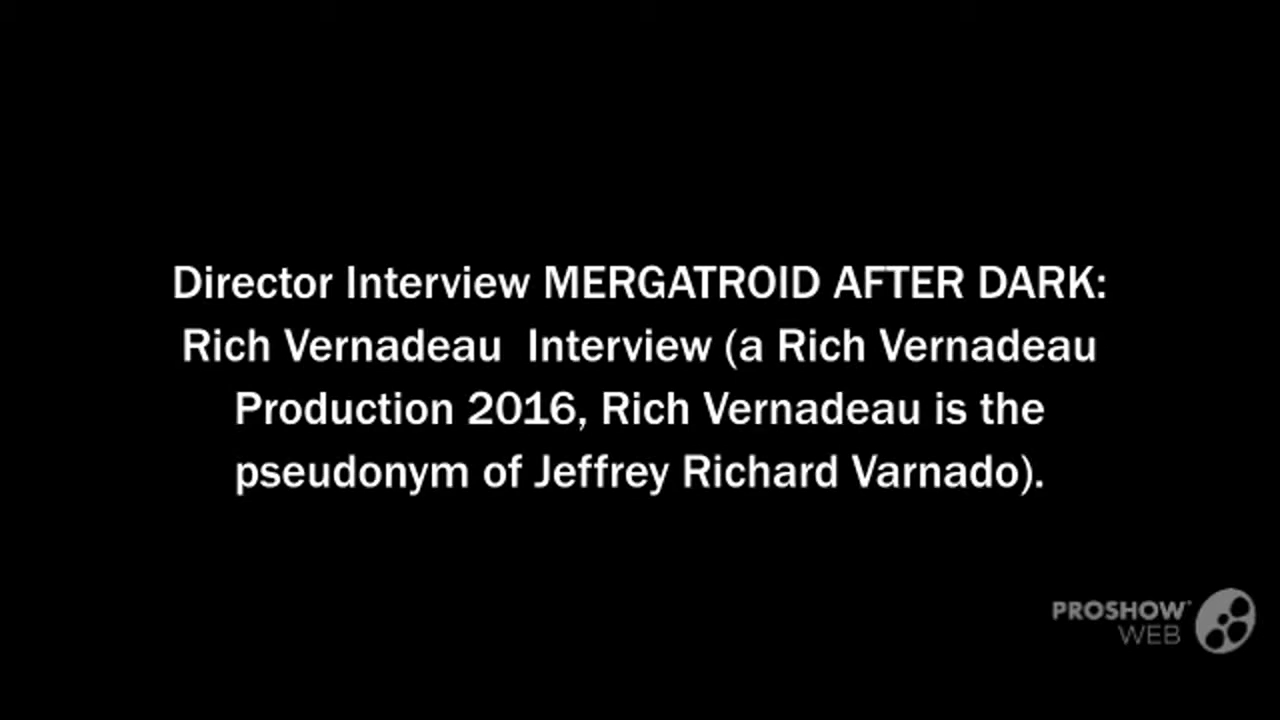 Director Interview MERGATROID AFTER DARK:
Rich Vernadeau  Interview (a Rich Vernadeau
Production 2016, Rich Vernadeau is the
pseudonym of Jeffrey Richard Varnado).
PROSHOW
WEB